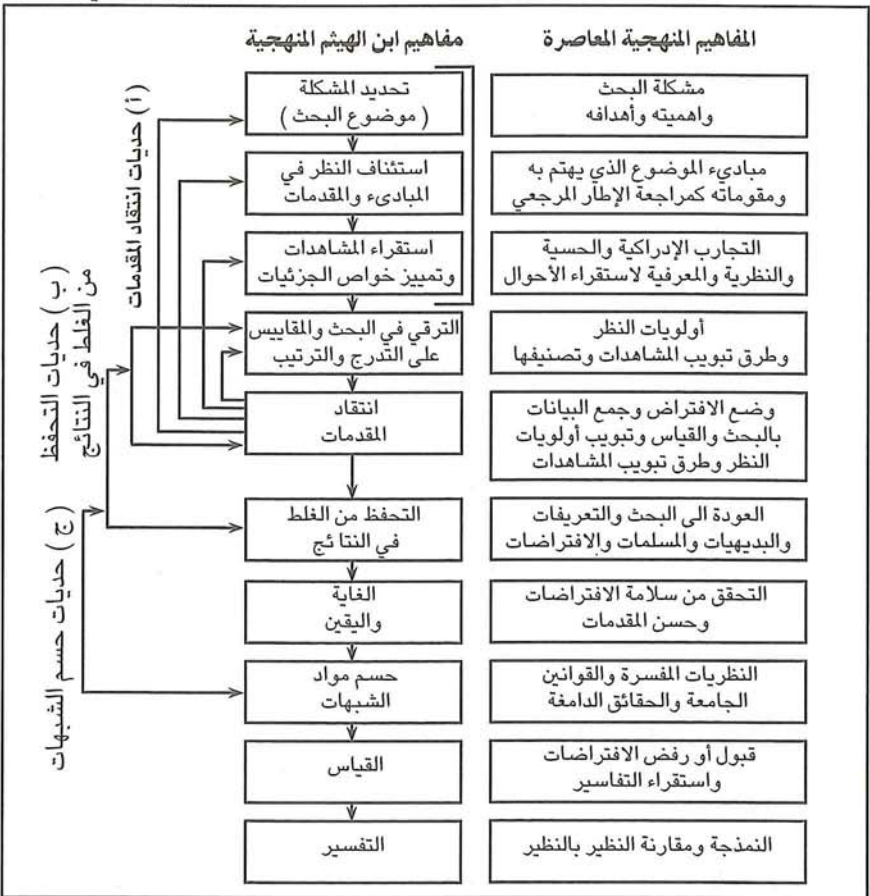 المفاهيم المنهجية المعاصرة
مفاهيم ابن الهيثم المنهجية
مشكلة البحث
واهميته وأهدافه
تحديد المشكلة
( موضوع البحث )
مباديء الموضوع الذي يهتم به
ومقوماته كمراجعة الإطار المرجعي
استئناف النظر في
المبادىء والمقدمات
التجارب الإدراكية والحسية
والنظرية والمعرفية لاستقراء الأحوال
استقراء المشاهدات
وتمييز خواص الجزئيات
أولويات النظر
وطرق تبويب المشاهدات وتصنيفها
الترقي في البحث والمقاييس
على التدرج والترتيب
وضع الافتراض وجمع البيانات
بالبحث والقياس وتبويب أولويات
النظر وطرق تبويب المشاهدات
انتقاد
المقدمات
العودة الى البحث والتعريفات
والبديهيات والمسلمات والافتراضات
التحفظ من الغلط
في النتائج
التحقق من سلامة الافتراضات
وحسن المقدمات
الغاية
واليقين
النظريات المفسرة والقوانين
الجامعة والحقائق الدامغة
حسم مواد
الشبهات
قبول أو رفض الافتراضات
واستقراء التفاسير
القياس
النمذجة ومقارنة النظير بالنظير
التفسير
( أ ) حديات انتقاد المقدمات
( ب ) حديات التحفظ
من الغلط في النتائج
( ج ) حديات حسم الشبهات